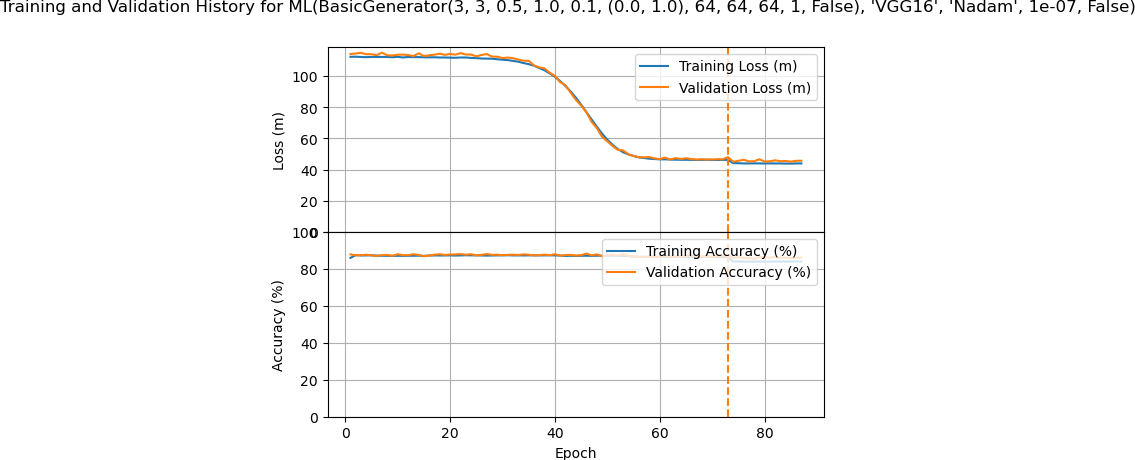 Training and Validation History for ML(BasicGenerator(3, 3, 0.5, 1.0, 0.1, (0.0, 1.0), 64, 64, 64, 1, False), 'VGG16', 'Nadam', 1e-07, False)
Training Loss (m)
Validation Loss (m)
Loss (m)
100
80
60
40
20
0
Training Accuracy (%)
Validation Accuracy (%)
Accuracy (%)
100
80
60
40
20
0
0 20 40 60 80
Epoch